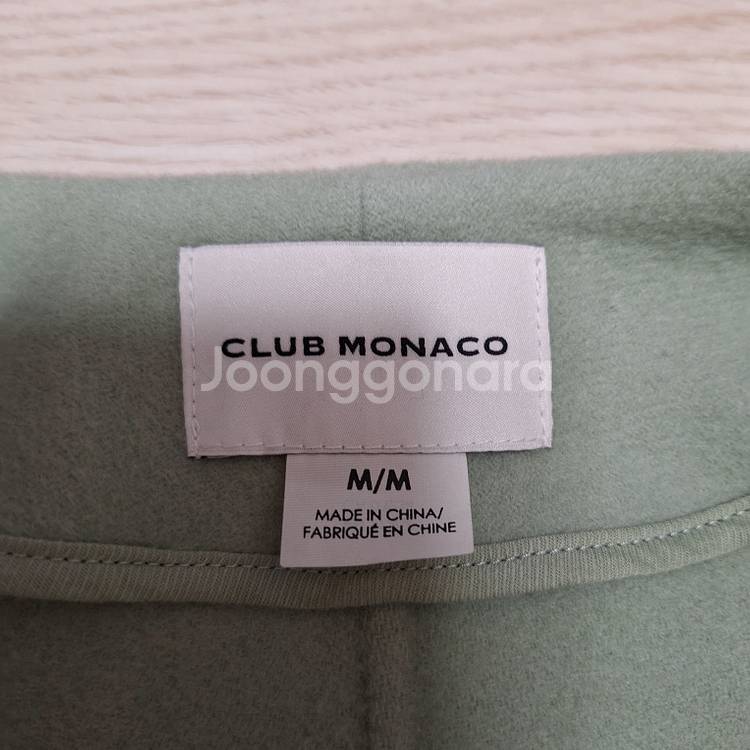 CLUB MONACO
Joonggonara
M/M
MADE IN CHINA/
FABRIQUÉ EN CHINE